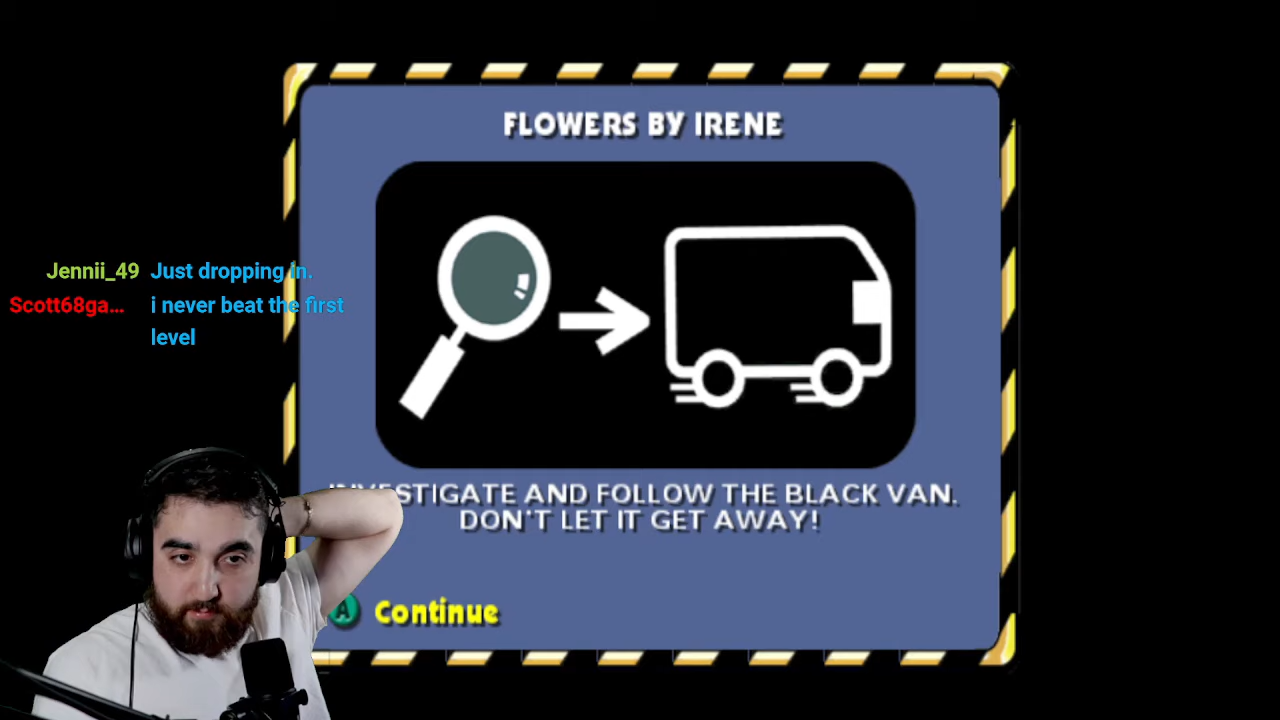 FLOWERS BY IRENE
Jennii_49 Just dropping in.
Scott68ga… i never beat the first
level
INVESTIGATE AND FOLLOW THE BLACK VAN.
DON'T LET IT GET AWAY!
A Continue